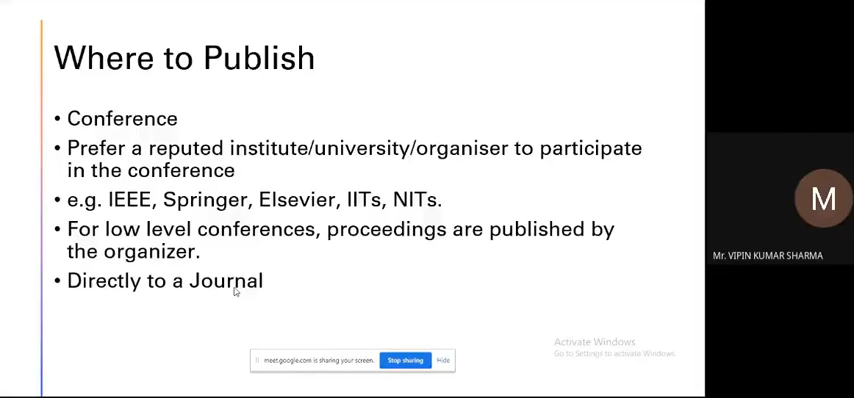 Where to Publish
• Conference
• Prefer a reputed institute/university/organiser to participate
in the conference
• e.g. IEEE, Springer, Elsevier, IITs, NITs.
• For low level conferences, proceedings are published by
the organizer.
• Directly to a Journal
M
Mr. VIPIN KUMAR SHARMA
meet.google.com is sharing your screen.
Stop sharing
Hide
Activate Windows
Go to Settings to activate Windows.